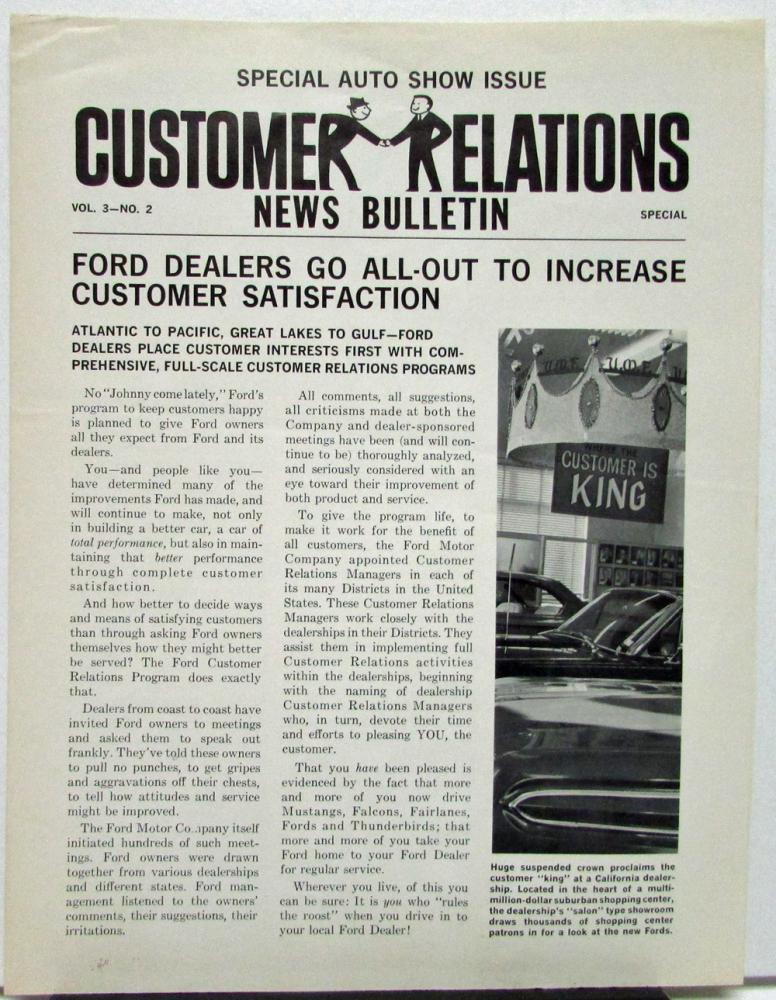 SPECIAL AUTO SHOW ISSUE
CUSTOMER RELATIONS
VOL. 3—NO. 2
NEWS BULLETIN
SPECIAL
FORD DEALERS GO ALL-OUT TO INCREASE
CUSTOMER SATISFACTION
ATLANTIC TO PACIFIC, GREAT LAKES TO GULF—FORD
DEALERS PLACE CUSTOMER INTERESTS FIRST WITH COM-
PREHENSIVE, FULL-SCALE CUSTOMER RELATIONS PROGRAMS
No "Johnny come lately," Ford's
program to keep customers happy
is planned to give Ford owners
all they expect from Ford and its
dealers.
You—and people like you—
have determined many of the
improvements Ford has made, and
will continue to make, not only
in building a better car, a car of
total performance, but also in main-
taining that better performance
through complete customer
satisfaction.
And how better to decide ways
and means of satisfying customers
than through asking Ford owners
themselves how they might better
be served? The Ford Customer
Relations Program does exactly
that.
Dealers from coast to coast have
invited Ford owners to meetings
and asked them to speak out
frankly. They've told these owners
to pull no punches, to get gripes
and aggravations off their chests,
to tell how attitudes and service
might be improved.
The Ford Motor Co..pany itself
initiated hundreds of such meet-
ings. Ford owners were drawn
together from various dealerships
and different states. Ford man-
agement listened to the owners'
comments, their suggestions, their
irritations.
All comments, all suggestions,
all criticisms made at both the
Company and dealer-sponsored
meetings have been (and will con-
tinue to be) thoroughly analyzed,
and seriously considered with an
eye toward their improvement of
both product and service.
To give the program life, to
make it work for the benefit of
all customers, the Ford Motor
Company appointed Customer
Relations Managers in each of
its many Districts in the United
States. These Customer Relations
Managers work closely with the
dealerships in their Districts. They
assist them in implementing full
Customer Relations activities
within the dealerships, beginning
with the naming of dealership
Customer Relations Managers
who, in turn, devote their time
and efforts to pleasing YOU, the
customer.
That you have been pleased is
evidenced by the fact that more
and more of you now drive
Mustangs, Falcons, Fairlanes,
Fords and Thunderbirds; that
more and more of you take your
Ford home to your Ford Dealer
for regular service.
Wherever you live, of this you
can be sure: It is you who "rules
the roost" when you drive in to
your local Ford Dealer!
WHERE THE
CUSTOMER IS
KING
Huge suspended crown proclaims the
customer "king" at a California dealer-
ship. Located in the heart of a multi-
million-dollar suburban shopping center,
the dealership's "salon" type showroom
draws thousands of shopping center
patrons in for a look at the new Fords.